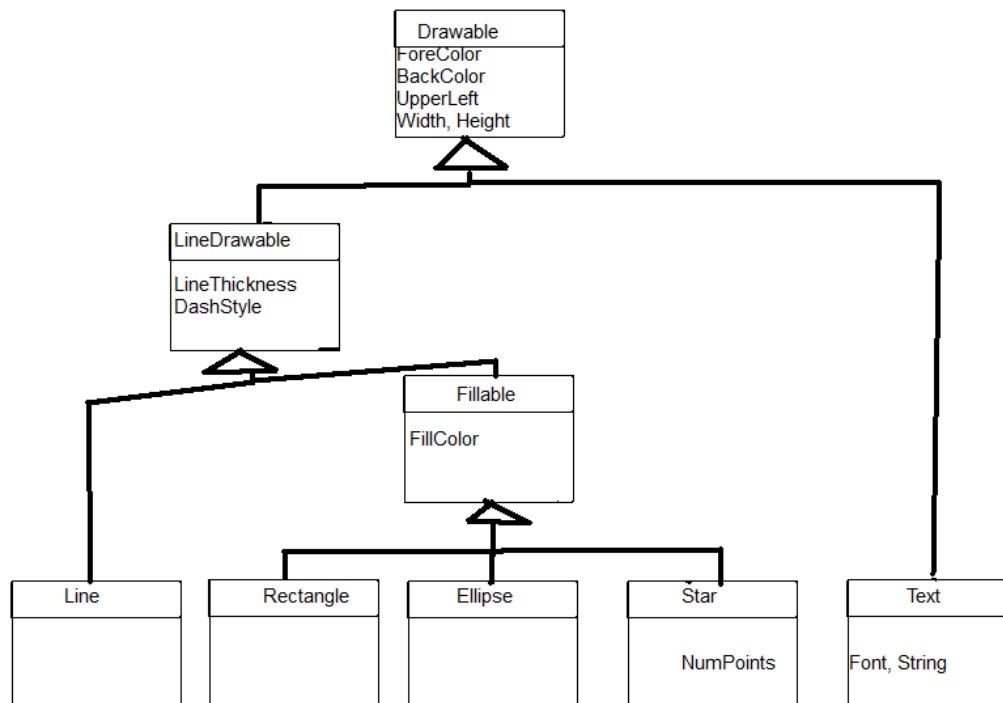 Drawable
ForeColor
BackColor
UpperLeft
Width, Height
LineDrawable
LineThickness
DashStyle
Fillable
FillColor
Line
Rectangle
Ellipse
Star
NumPoints
Text
Font, String